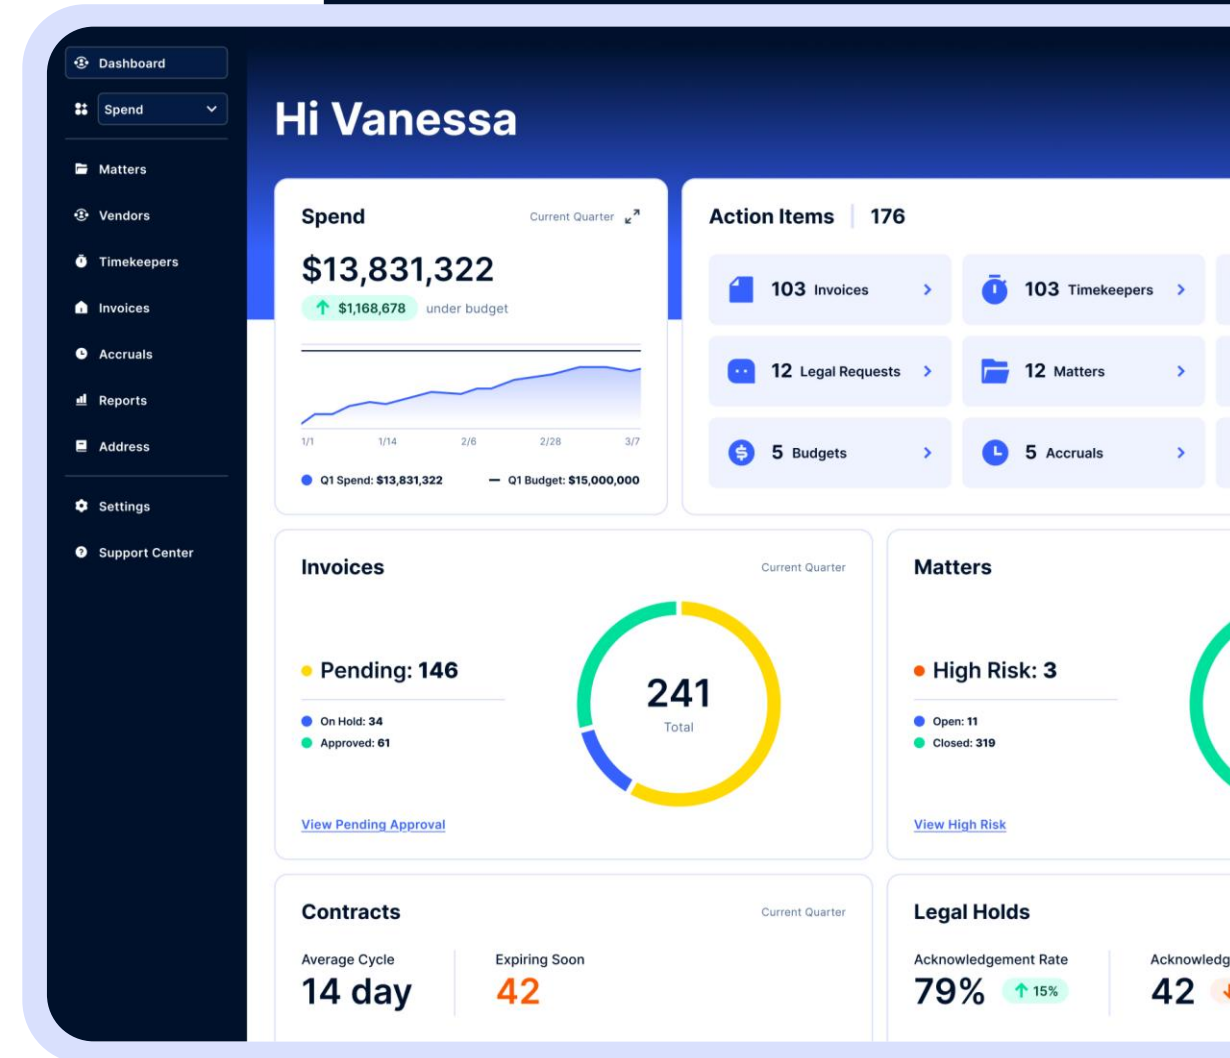 Dashboard
Spend
Matters
Vendors
Timekeepers
Invoices
Accruals
Reports
Address
Settings
Support Center
Hi Vanessa
Spend
Current Quarter
$13,831,322
$1,168,678 under budget
1/1 1/14 2/6 2/28 3/7
Q1 Spend: $13,831,322 Q1 Budget: $15,000,000
Action Items 176
103 Invoices
103 Timekeepers
12 Legal Requests
12 Matters
5 Budgets
5 Accruals
Invoices
Current Quarter
Pending: 146
On Hold: 34
Approved: 61
241
Total
View Pending Approval
Matters
High Risk: 3
Open: 11
Closed: 319
View High Risk
Contracts
Current Quarter
Average Cycle
14 day
Expiring Soon
42
Legal Holds
Acknowledgement Rate
79% 15%
Acknowledg
42